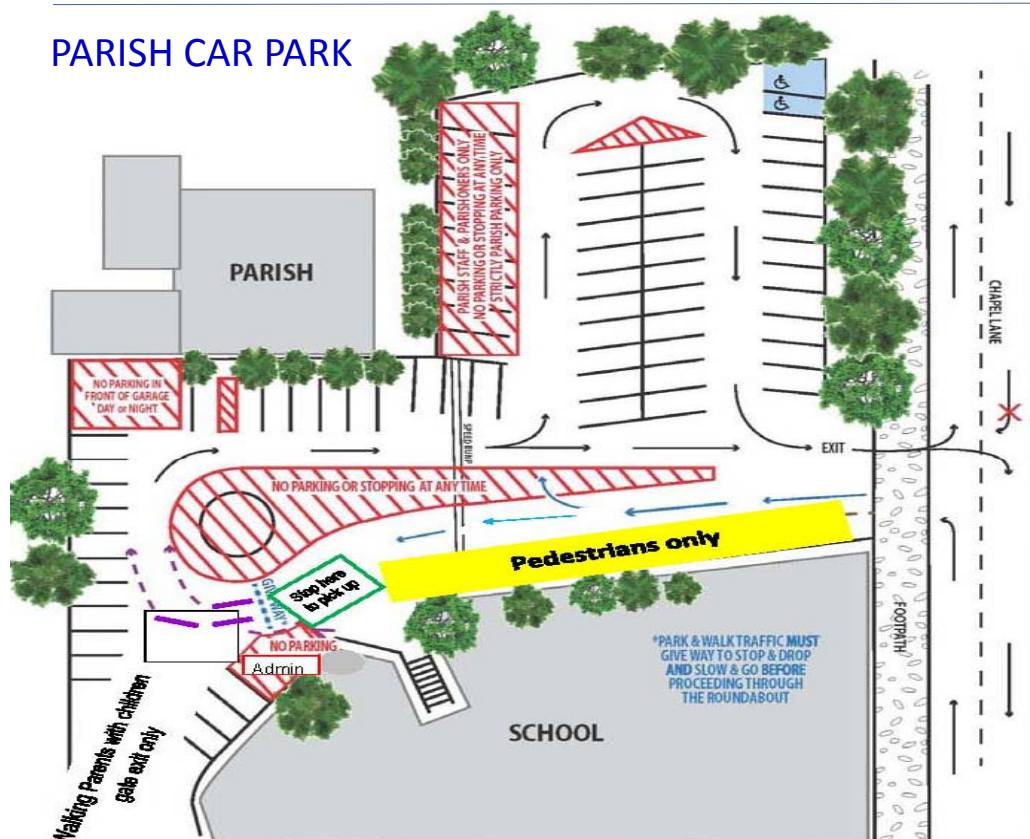 PARISH CAR PARK
PARISH STAFF & PARISHONERS ONLY
NO PARKING OR STOPPING AT ANY TIME
STRICTLY PARISH PARKING ONLY
PARISH
CHAPEL LANE
NO PARKING IN
FRONT OF GARAGE
DAY or NIGHT
SPEED BUMP
EXIT
NO PARKING OR STOPPING AT ANY TIME
Pedestrians only
Stop here
to pick up
GIVE WAY*
NO PARKING
Admin
FOOTPATH
*PARK & WALK TRAFFIC MUST
GIVE WAY TO STOP & DROP
AND SLOW & GO BEFORE
PROCEEDING THROUGH
THE ROUNDABOUT
SCHOOL
Walking Parents with children
gate exit only